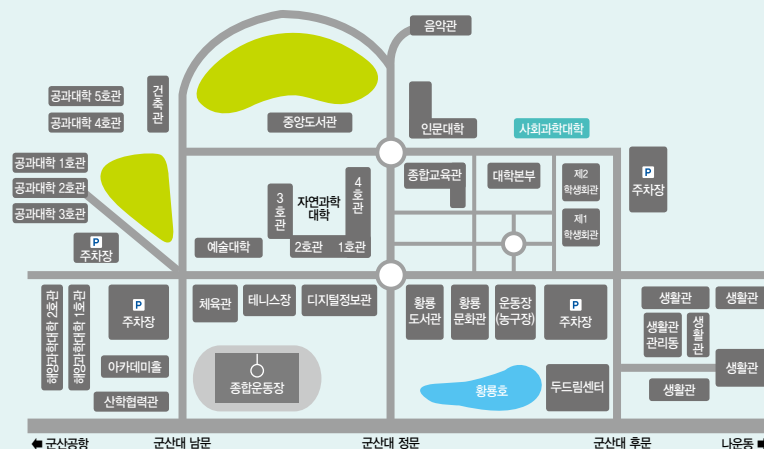 음악관
공과대학 5호관
공과대학 4호관
건축관
중앙도서관
인문대학
사회과학대학
공과대학 1호관
공과대학 2호관
공과대학 3호관
종합교육관
대학본부
제2
학생회관
P
주차장
3호관
자연과학
대학
4호관
제1
학생회관
P
주차장
예술대학
2호관
1호관
해양과학대학 2호관
해양과학대학 1호관
P
주차장
체육관
테니스장
디지털정보관
황룡
도서관
황룡
문화관
운동장
(농구장)
P
주차장
생활관
생활관
생활관
관리동
생활관
아카데미홀
종합운동장
황룡호
두드림센터
생활관
생활관
산학협력관
군산공항
군산대 남문
군산대 정문
군산대 후문
나운동